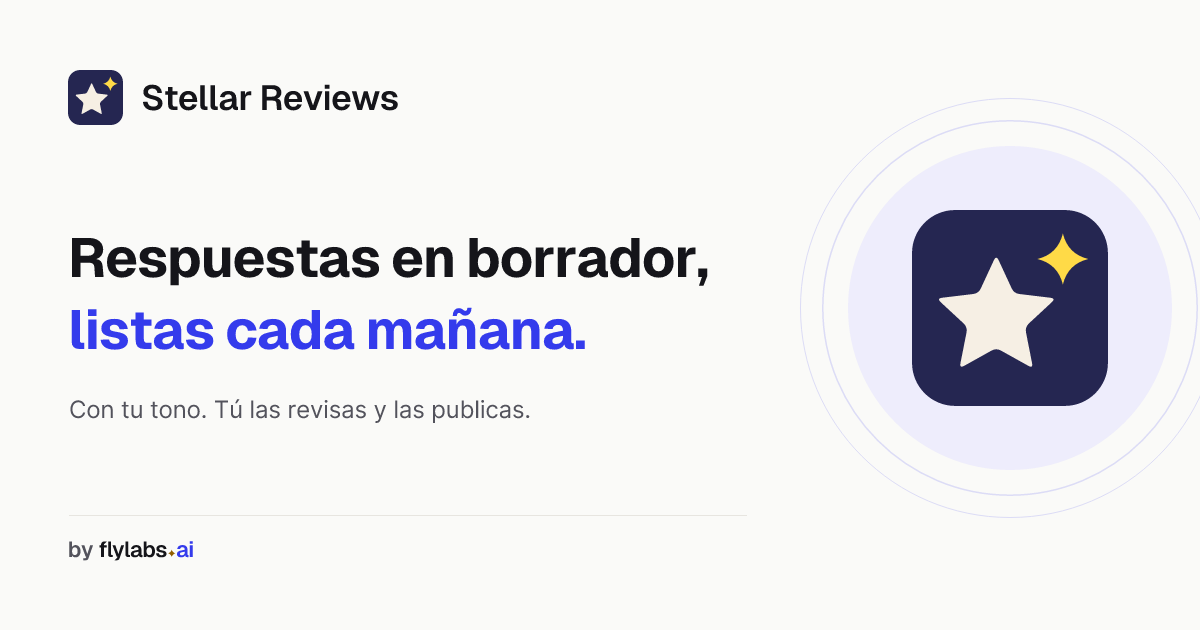 Stellar Reviews
Respuestas en borrador,
listas cada mañana.
Con tu tono. Tú las revisas y las publicas.
by flylabs✦ai